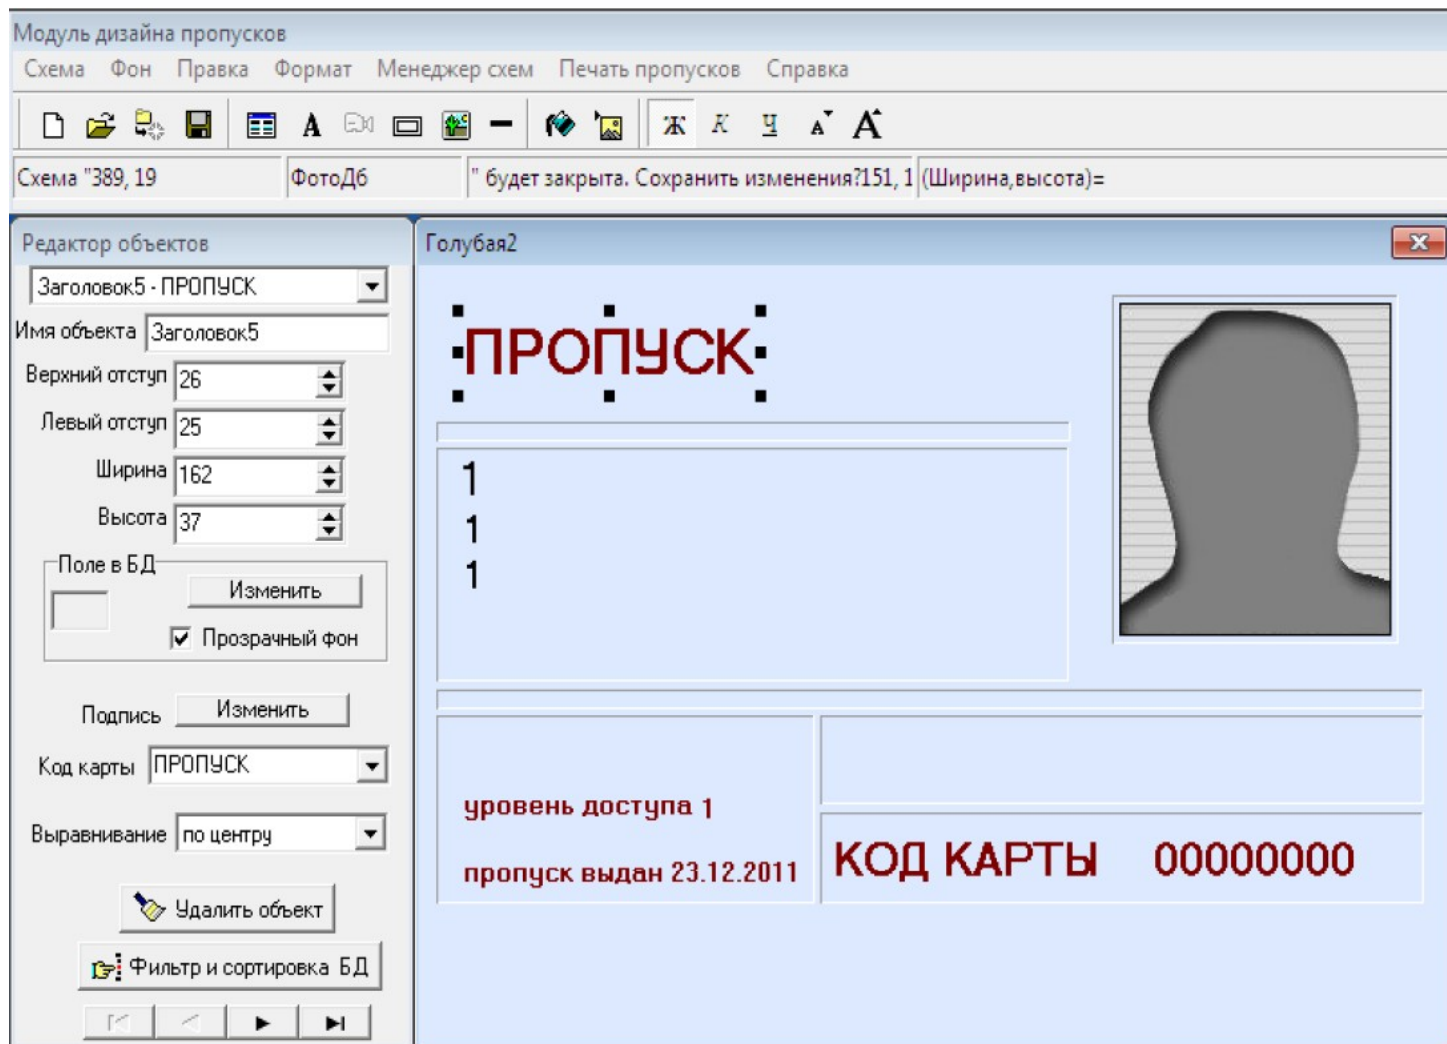 Модуль дизайна пропусков
Схема Фон Правка Формат Менеджер схем Печать пропусков Справка
A Ж К Ч A A
Схема "389, 19 ФотоДб " будет закрыта. Сохранить изменения?151, 1 (Ширина,высота)=
Редактор объектов
Заголовок5 - ПРОПУСК
Имя объекта Заголовок5
Верхний отступ 26
Левый отступ 25
Ширина 162
Высота 37
Поле в БД
Изменить
Прозрачный фон
Подпись Изменить
Код карты ПРОПУСК
Выравнивание по центру
Удалить объект
Фильтр и сортировка БД
Голубая2
ПРОПУСК
1
1
1
уровень доступа 1
пропуск выдан 23.12.2011
КОД КАРТЫ 00000000